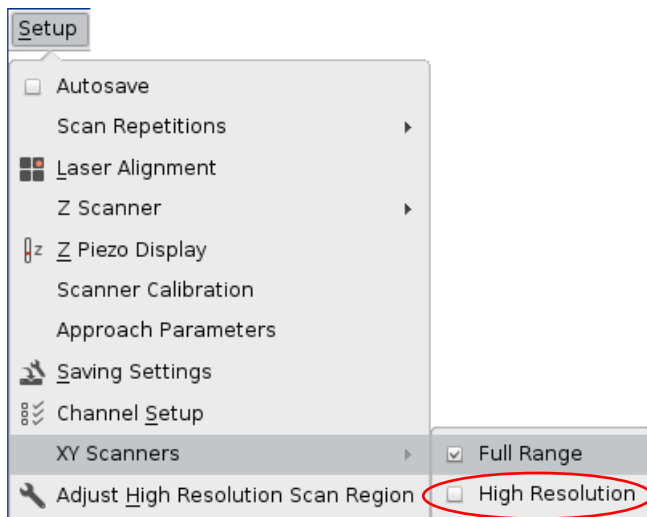 Setup
Autosave
Scan Repetitions
Laser Alignment
Z Scanner
z Z Piezo Display
Scanner Calibration
Approach Parameters
Saving Settings
Channel Setup
XY Scanners
Full Range
Adjust High Resolution Scan Region
High Resolution